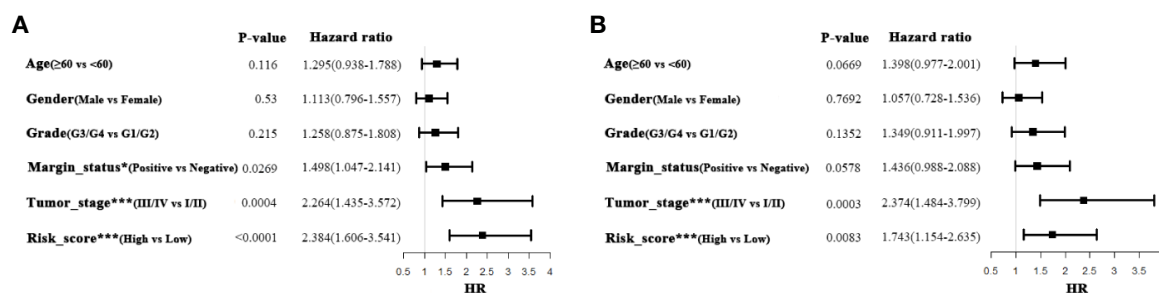 A
P-value Hazard ratio
Age(≥60 vs <60) 0.116 1.295(0.938-1.788)
Gender(Male vs Female) 0.53 1.113(0.796-1.557)
Grade(G3/G4 vs G1/G2) 0.215 1.258(0.875-1.808)
Margin_status*(Positive vs Negative) 0.0269 1.498(1.047-2.141)
Tumor_stage***(III/IV vs I/II) 0.0004 2.264(1.435-3.572)
Risk_score***(High vs Low) <0.0001 2.384(1.606-3.541)
0.5 1 1.5 2 2.5 3 3.5 4
HR
B
P-value Hazard ratio
Age(≥60 vs <60) 0.0669 1.398(0.977-2.001)
Gender(Male vs Female) 0.7692 1.057(0.728-1.536)
Grade(G3/G4 vs G1/G2) 0.1352 1.349(0.911-1.997)
Margin_status(Positive vs Negative) 0.0578 1.436(0.988-2.088)
Tumor_stage***(III/IV vs I/II) 0.0003 2.374(1.484-3.799)
Risk_score***(High vs Low) 0.0083 1.743(1.154-2.635)
0.5 1 1.5 2 2.5 3 3.5
HR